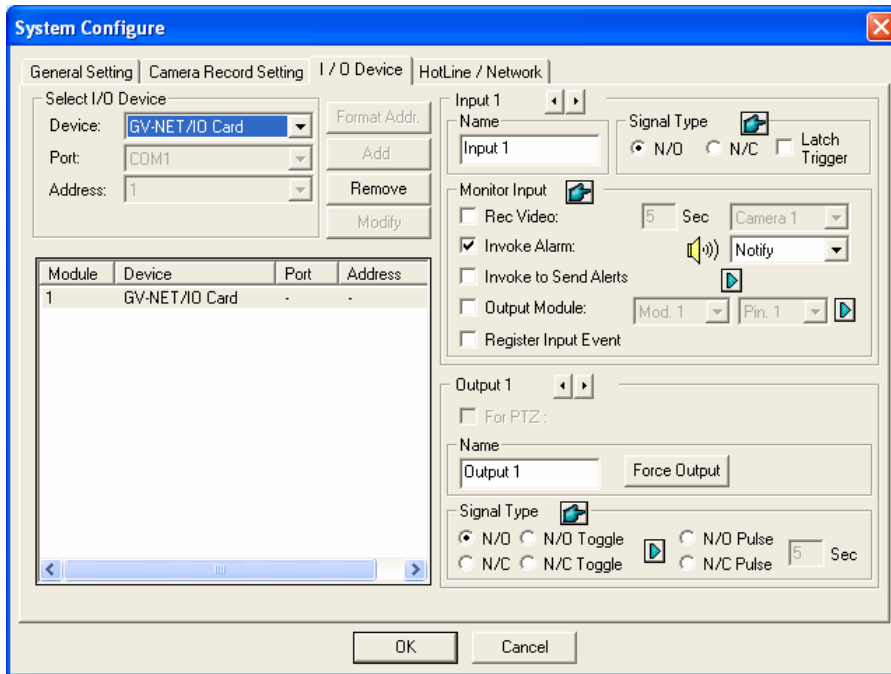 System Configure
General Setting
Camera Record Setting
I / O Device
HotLine / Network
Select I/O Device
Device: GV-NET/IO Card
Port: COM1
Address: 1
Format Addr.
Add
Remove
Modify
Module Device Port Address
1 GV-NET/IO Card - -
Input 1
Name
Input 1
Signal Type
N/O N/C Latch Trigger
Monitor Input
Rec Video: 5 Sec Camera 1
Invoke Alarm: Notify
Invoke to Send Alerts
Output Module: Mod. 1 Pin. 1
Register Input Event
Output 1
For PTZ :
Name
Output 1 Force Output
Signal Type
N/O N/O Toggle N/O Pulse
N/C N/C Toggle N/C Pulse 5 Sec
OK Cancel